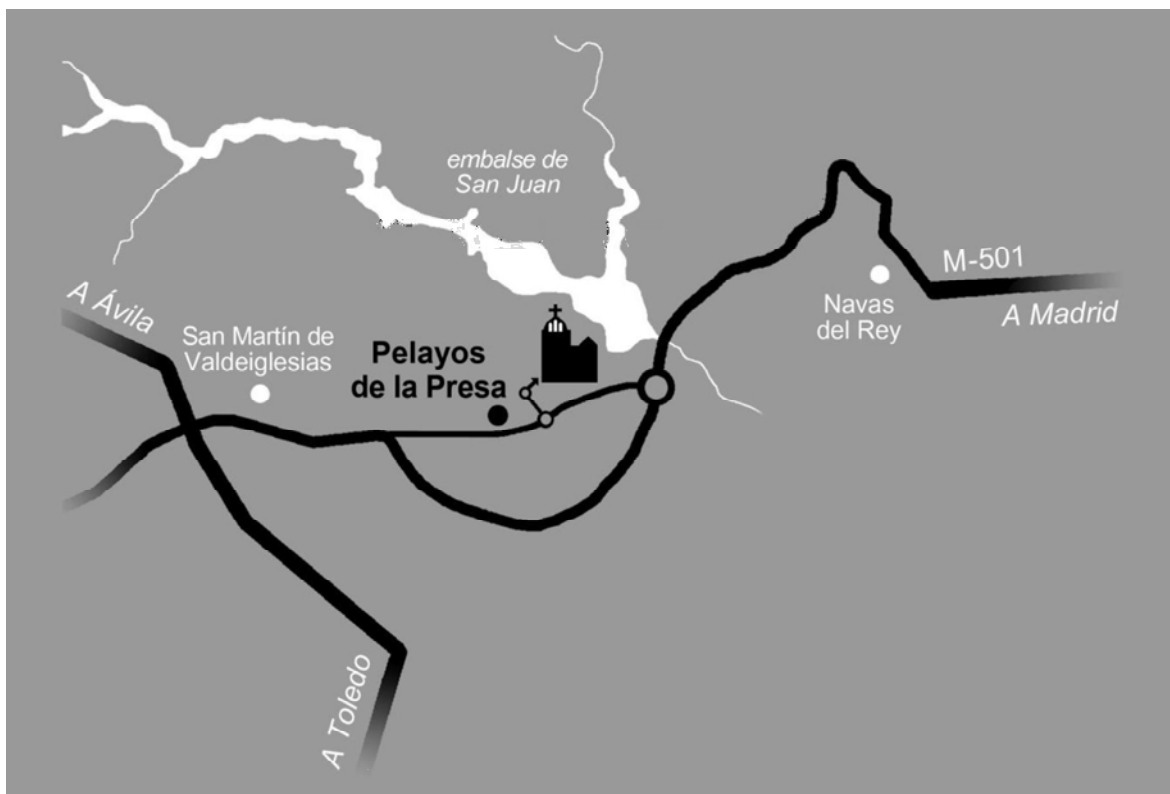 embalse de
San Juan
M-501
A Madrid
Navas
del Rey
A Ávila
San Martín de
Valdeiglesias
Pelayos
de la Presa
A Toledo